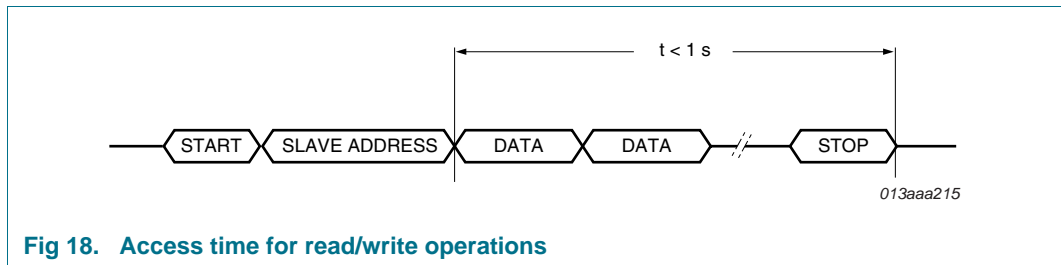 t < 1 s
START SLAVE ADDRESS DATA DATA STOP
013aaa215
Fig 18. Access time for read/write operations